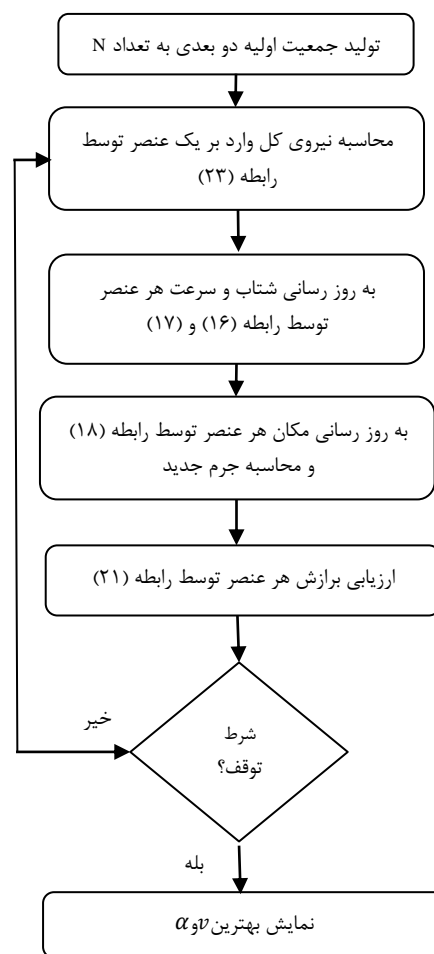 تولید جمعیت اولیه دو بعدی به تعداد N
محاسبه نیروی کل وارد بر یک عنصر توسط
رابطه (۲۳)
به روز رسانی شتاب و سرعت هر عنصر
توسط رابطه (۱۶) و (۱۷)
به روز رسانی مکان هر عنصر توسط رابطه (۱۸)
و محاسبه جرم جدید
ارزیابی برازش هر عنصر توسط رابطه (۲۱)
شرط
توقف؟
خیر
بله
نمایش بهترین v و α